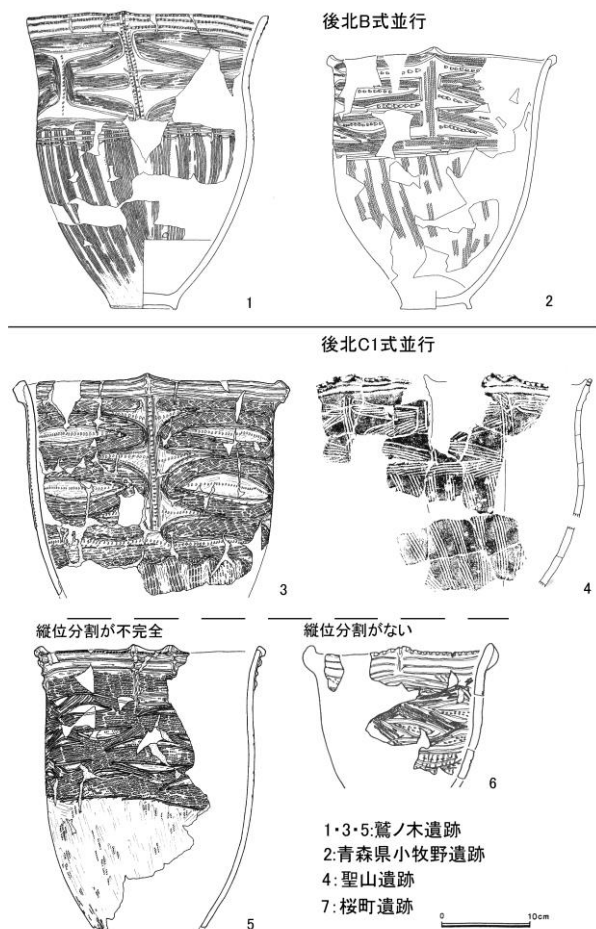 後北B式並行
1
2
後北C1式並行
3
4
縦位分割が不完全
縦位分割がない
5
6
1・3・5:鷲ノ木遺跡
2:青森県小牧野遺跡
4:聖山遺跡
7:桜町遺跡
0 10cm